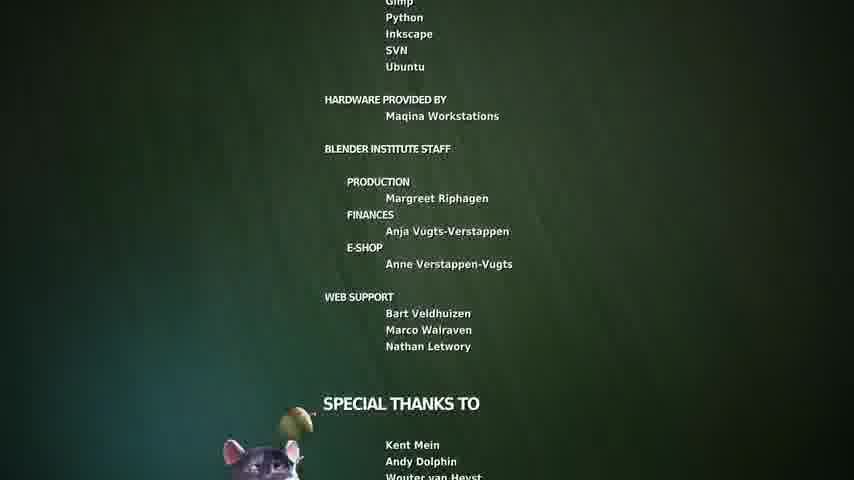 Gimp
Python
Inkscape
SVN
Ubuntu
HARDWARE PROVIDED BY
Maqina Workstations
BLENDER INSTITUTE STAFF
PRODUCTION
Margreet Riphagen
FINANCES
Anja Vugts-Verstappen
E-SHOP
Anne Verstappen-Vugts
WEB SUPPORT
Bart Veldhuizen
Marco Walraven
Nathan Letwory
SPECIAL THANKS TO
Kent Mein
Andy Dolphin
Wouter van Heyst